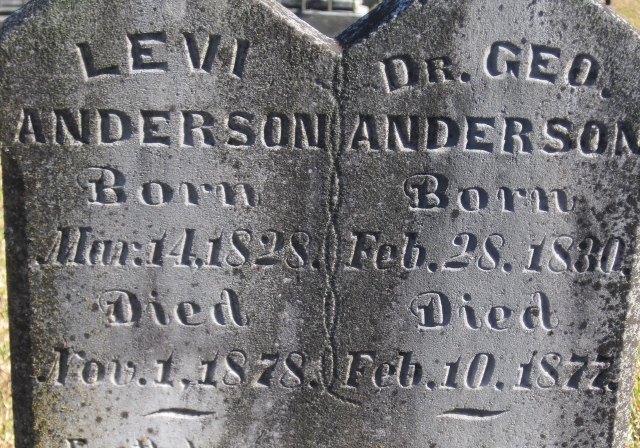 LEVI
ANDERSON
Born
Mar. 14, 1828.
Died
Nov. 1, 1878.
DR. GEO.
ANDERSON
Born
Feb. 28. 1830.
Died
Feb. 10. 1877.